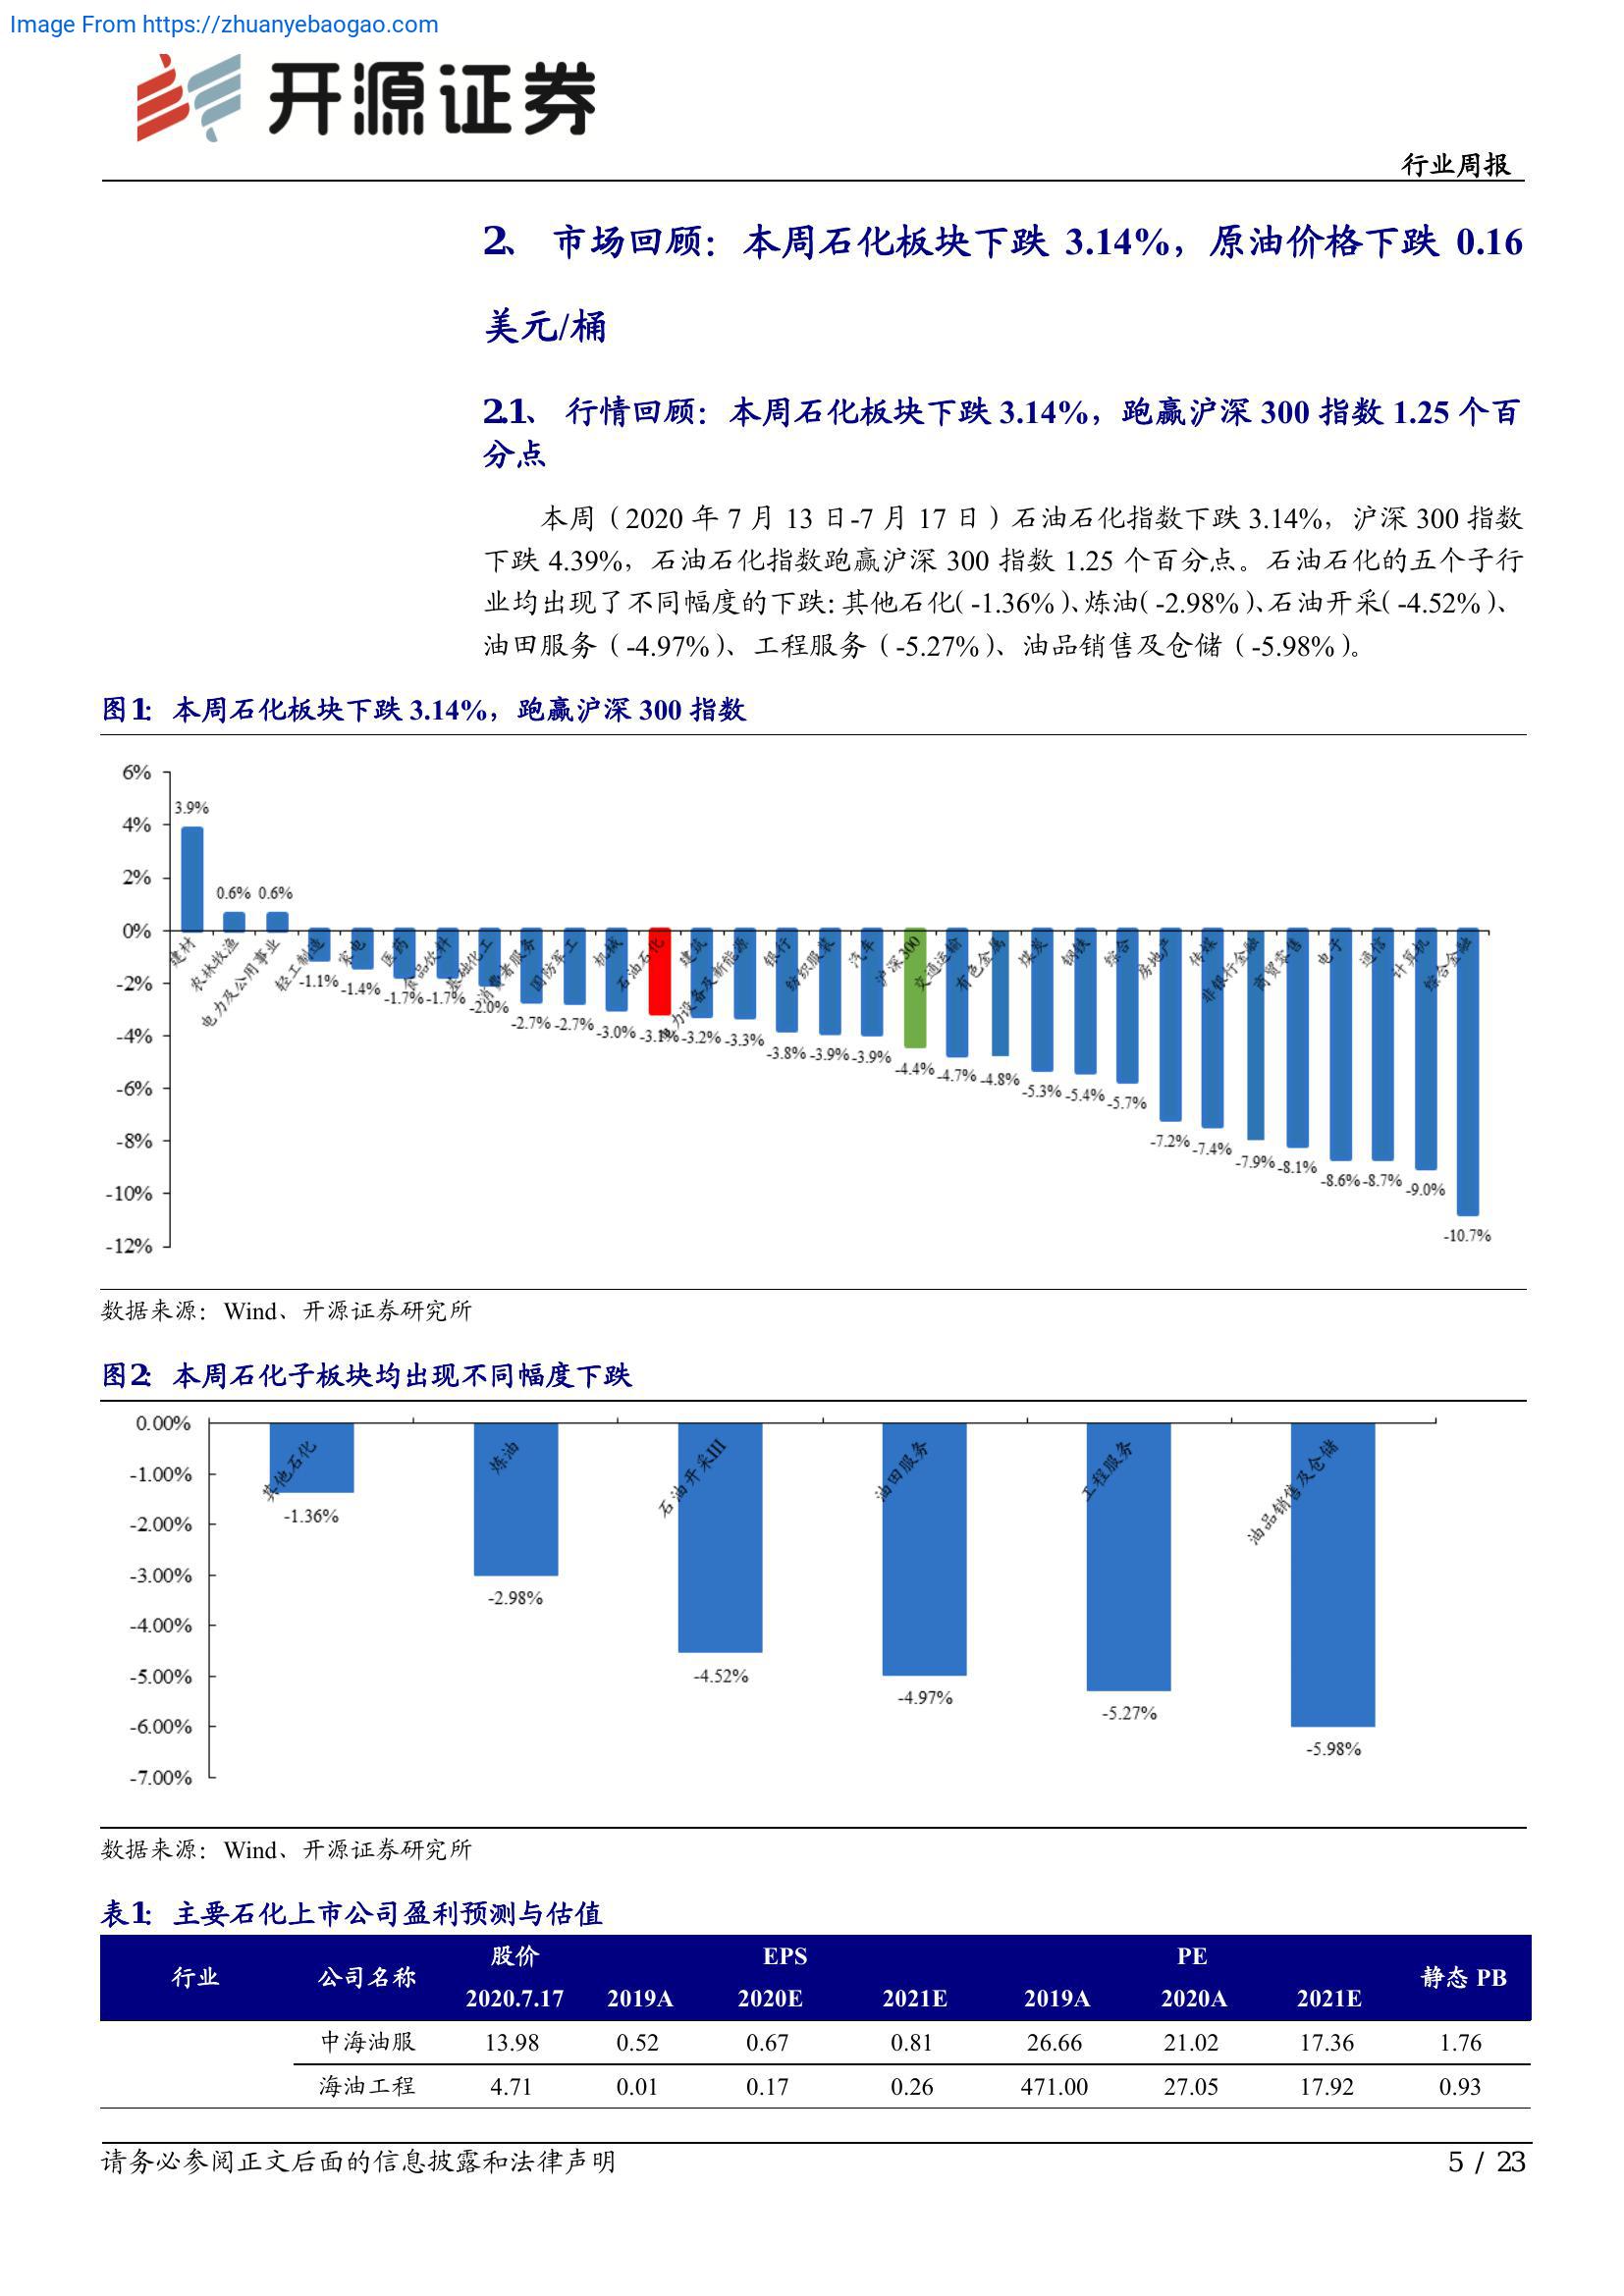 Image From https://zhuanyebaogao.com
开源证券
行业周报
2、 市场回顾：本周石化板块下跌 3.14%，原油价格下跌 0.16
美元/桶
2.1、 行情回顾：本周石化板块下跌 3.14%，跑赢沪深 300 指数 1.25 个百
分点
本周（2020 年 7 月 13 日-7 月 17 日）石油石化指数下跌 3.14%，沪深 300 指数
下跌 4.39%，石油石化指数跑赢沪深 300 指数 1.25 个百分点。石油石化的五个子行
业均出现了不同幅度的下跌：其他石化（-1.36%）、炼油（-2.98%）、石油开采（-4.52%）、
油田服务（-4.97%）、工程服务（-5.27%）、油品销售及仓储（-5.98%）。
图1： 本周石化板块下跌 3.14%，跑赢沪深 300 指数
6%
4%
2%
0%
-2%
-4%
-6%
-8%
-10%
-12%
3.9% 0.6% 0.6% -1.1% -1.4% -1.7% -1.7% -2.0% -2.7% -2.7% -3.0% -3.1% -3.2% -3.3% -3.8% -3.9% -3.9% -4.4% -4.7% -4.8% -5.3% -5.4% -5.7% -7.2% -7.4% -7.9% -8.1% -8.6% -8.7% -9.0% -10.7%
建材 农林牧渔 电力及公用事业 轻工制造 家电 医药 食品饮料 基础化工 消费者服务 国防军工 机械 石油石化 建筑 电力设备及新能源 银行 纺织服装 汽车 沪深300 交通运输 有色金属 煤炭 钢铁 综合 房地产 传媒 非银行金融 商贸零售 电子 通信 计算机 综合金融
数据来源：Wind、开源证券研究所
图2： 本周石化子板块均出现不同幅度下跌
0.00%
-1.00%
-2.00%
-3.00%
-4.00%
-5.00%
-6.00%
-7.00%
其他石化 炼油 石油开采III 油田服务 工程服务 油品销售及仓储
-1.36% -2.98% -4.52% -4.97% -5.27% -5.98%
数据来源：Wind、开源证券研究所
表1： 主要石化上市公司盈利预测与估值
行业 公司名称 股价 EPS PE 静态 PB
2020.7.17 2019A 2020E 2021E 2019A 2020A 2021E
中海油服 13.98 0.52 0.67 0.81 26.66 21.02 17.36 1.76
海油工程 4.71 0.01 0.17 0.26 471.00 27.05 17.92 0.93
请务必参阅正文后面的信息披露和法律声明 5 / 23